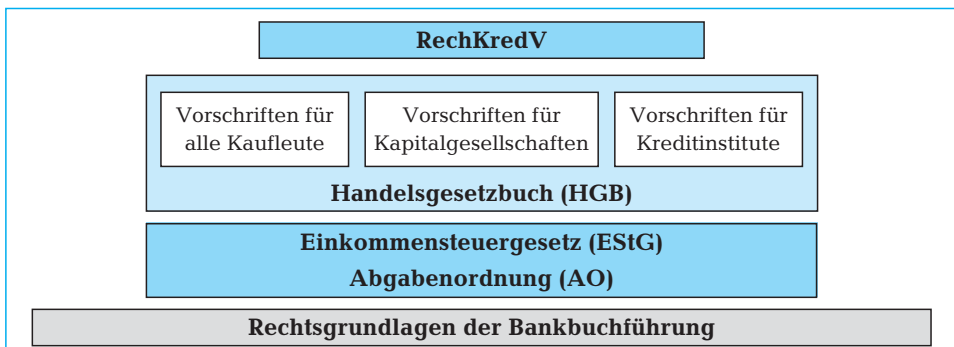 RechKredV
Vorschriften für
alle Kaufleute
Vorschriften für
Kapitalgesellschaften
Vorschriften für
Kreditinstitute
Handelsgesetzbuch (HGB)
Einkommensteuergesetz (EStG)
Abgabenordnung (AO)
Rechtsgrundlagen der Bankbuchführung